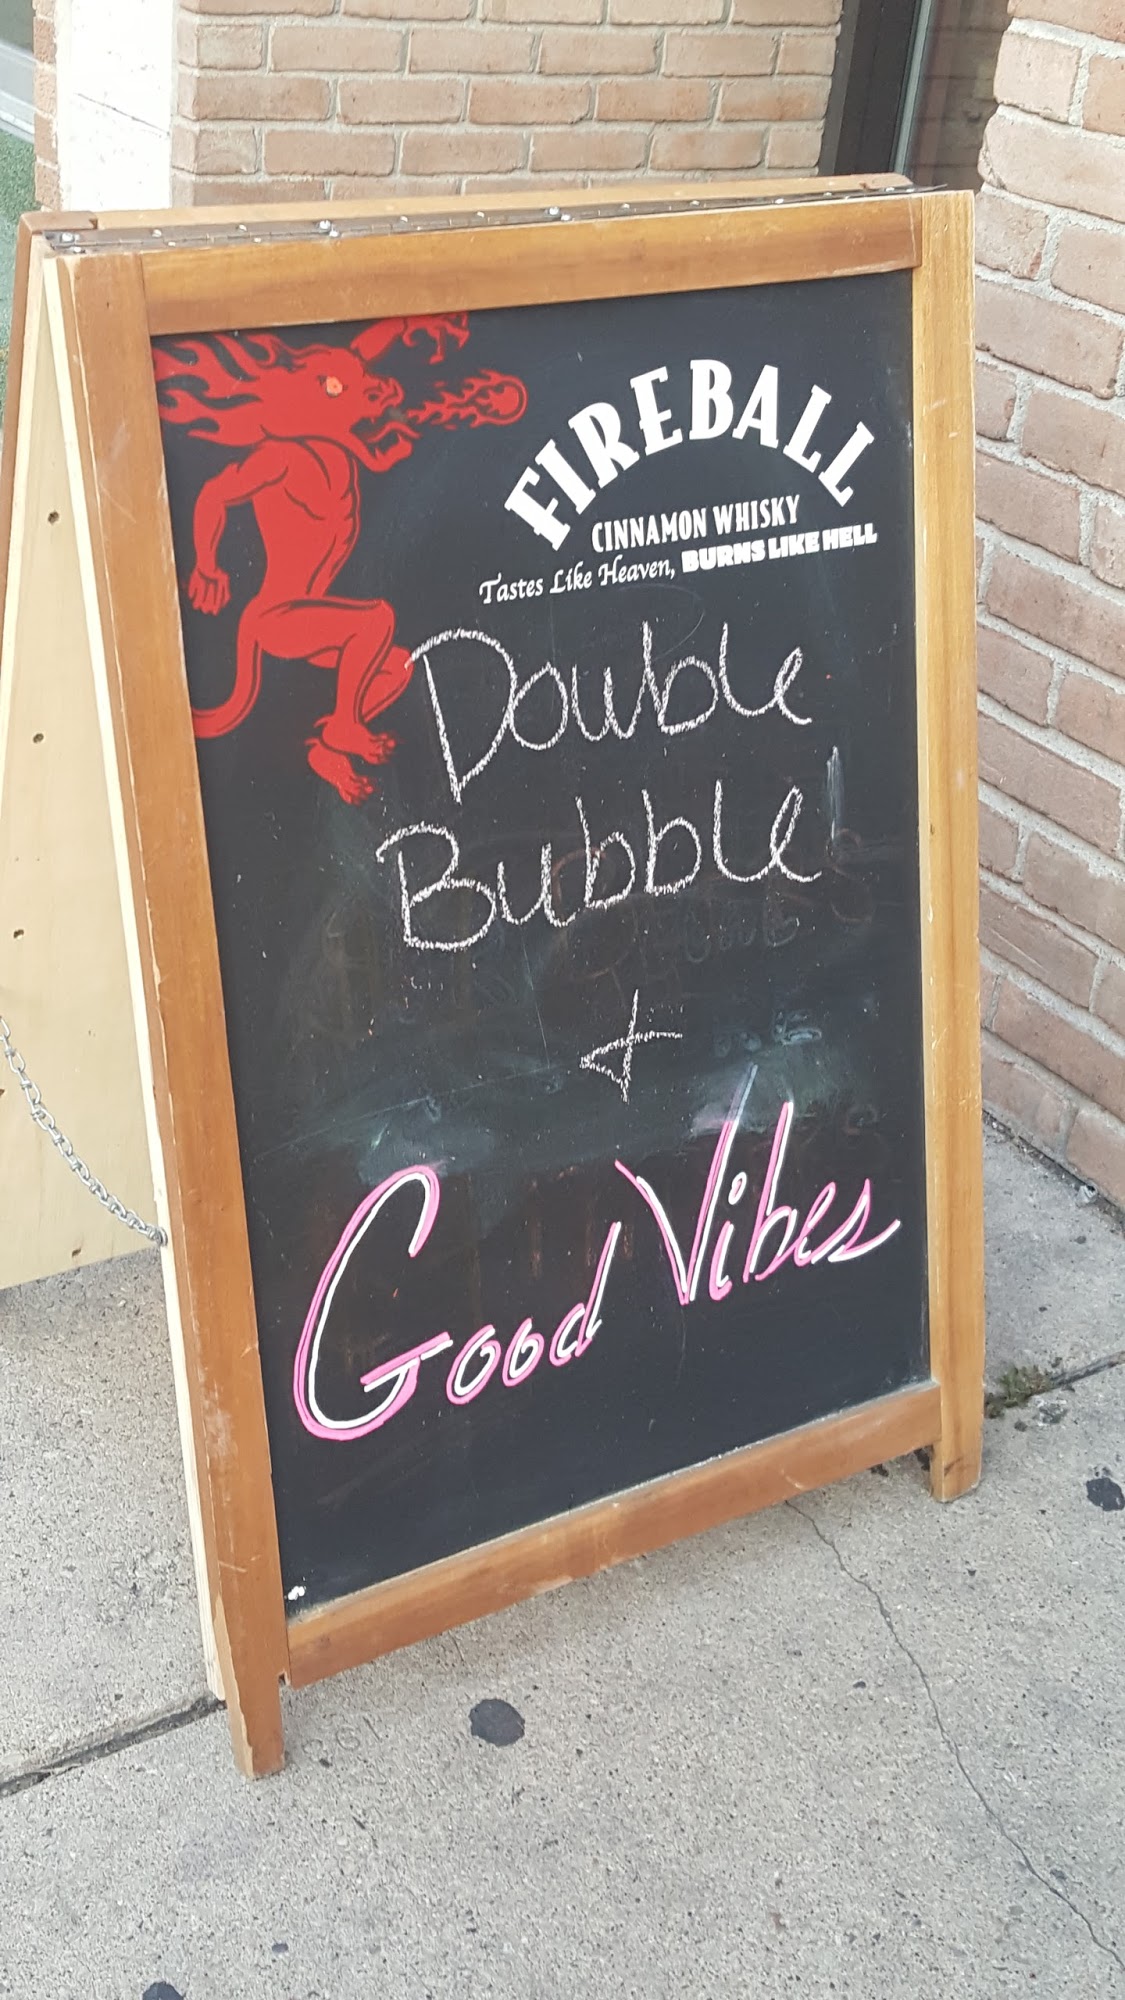 FIREBALL
CINNAMON WHISKY
Tastes Like Heaven, BURNS LIKE HELL
Double
Bubble
+
Good Vibes